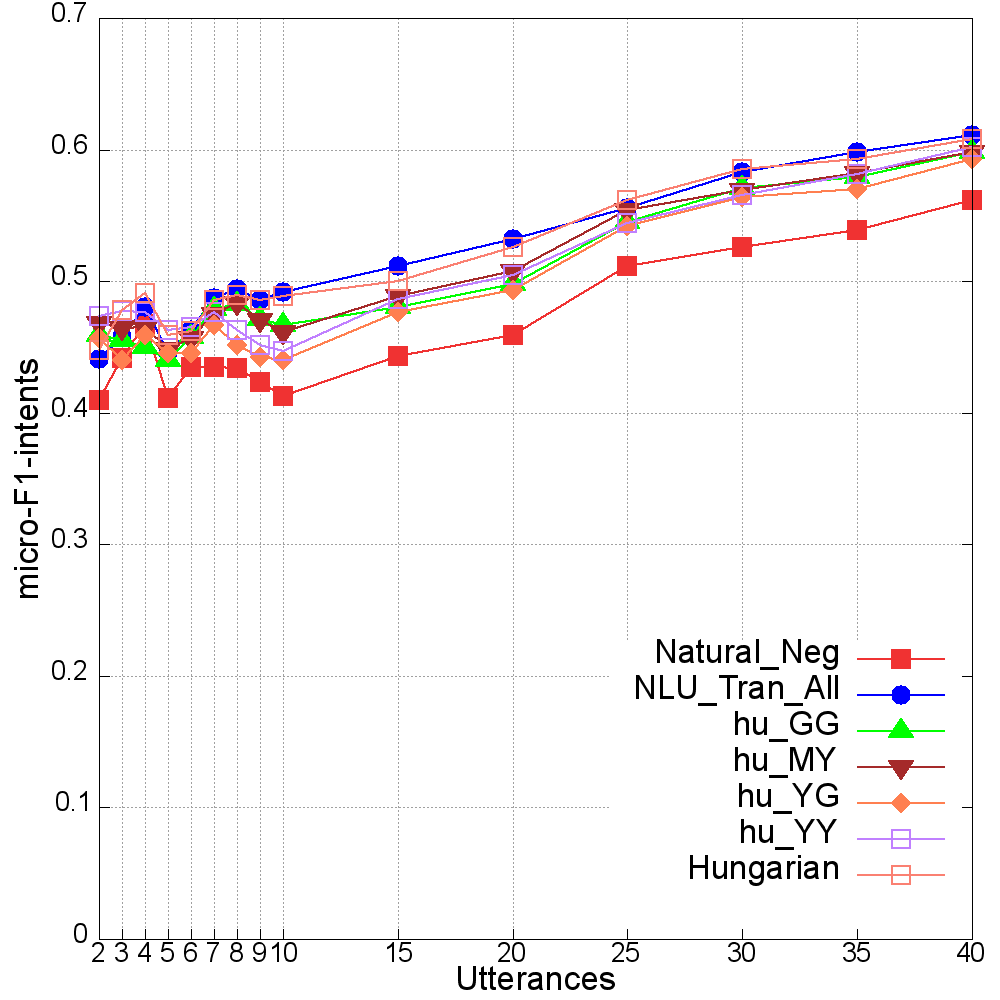 0.7
0.6
0.5
0.4
0.3
0.2
0.1
0
micro-F1-intents
Natural_Neg
NLU_Tran_All
hu_GG
hu_MY
hu_YG
hu_YY
Hungarian
2 3 4 5 6 7 8 9 10 15 20 25 30 35 40
Utterances